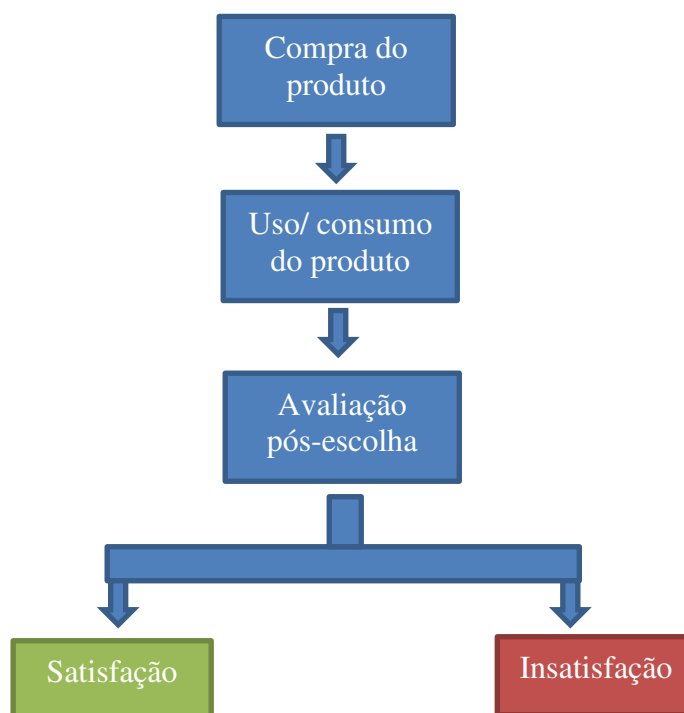 Compra do
produto
Uso/ consumo
do produto
Avaliação
pós-escolha
Satisfação
Insatisfação